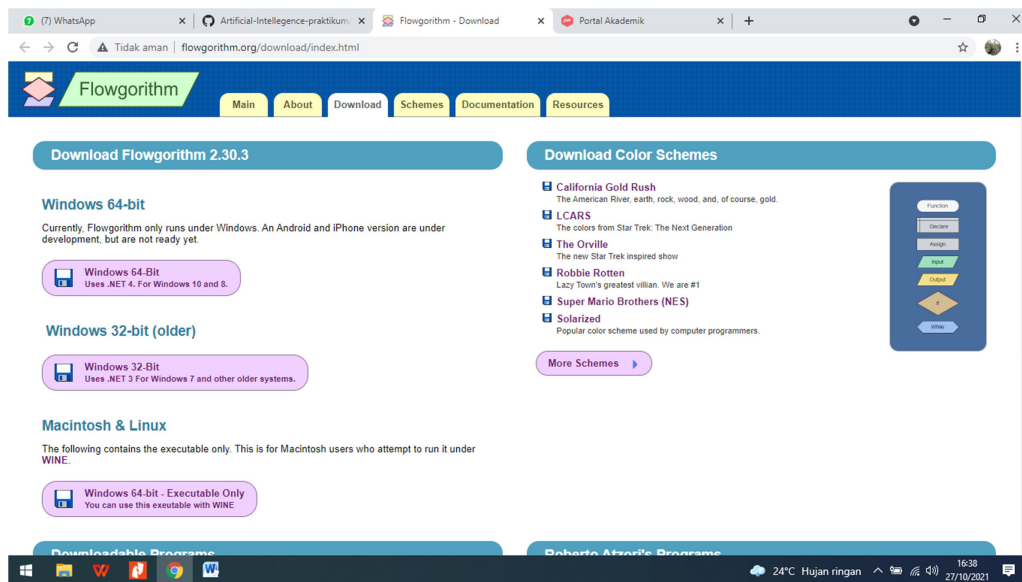 (7) WhatsApp
Artificial-Intellegence-praktikum
Flowgorithm - Download
Portal Akademik
Tidak aman
flowgorithm.org/download/index.html
Flowgorithm
Main
About
Download
Schemes
Documentation
Resources
Download Flowgorithm 2.30.3
Windows 64-bit
Currently, Flowgorithm only runs under Windows. An Android and iPhone version are under
development, but are not ready yet.
Windows 64-Bit
Uses .NET 4. For Windows 10 and 8.
Windows 32-bit (older)
Windows 32-Bit
Uses .NET 3 For Windows 7 and other older systems.
Macintosh & Linux
The following contains the executable only. This is for Macintosh users who attempt to run it under
WINE.
Windows 64-bit - Executable Only
You can use this exeutable with WINE
Downloadable Programs
Download Color Schemes
California Gold Rush
The American River, earth, rock, wood, and, of course, gold.
LCARS
The colors from Star Trek: The Next Generation
The Orville
The new Star Trek inspired show
Robbie Rotten
Lazy Town's greatest villian. We are #1
Super Mario Brothers (NES)
Solarized
Popular color scheme used by computer programmers.
More Schemes
Function
Declare
Assign
Input
Output
If
While
Roberto Atzori's Programs
24°C Hujan ringan
16:38
27/10/2021